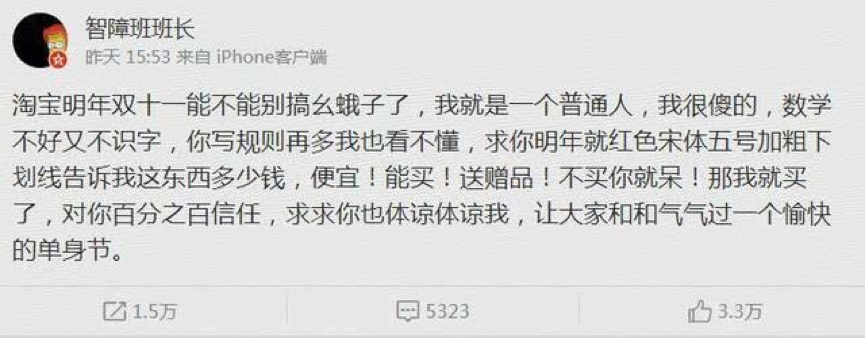 智障班班长
昨天 15:53 来自 iPhone客户端
淘宝明年双十一能不能别搞幺蛾子了，我就是一个普通人，我很傻的，数学
不好又不识字，你写规则再多我也看不懂，求你明年就红色宋体五号加粗下
划线告诉我这东西多少钱，便宜！能买！送赠品！不买你就呆！那我就买
了，对你百分之百信任，求求你也体谅体谅我，让大家和和气气过一个愉快
的单身节。
1.5万 5323 3.3万